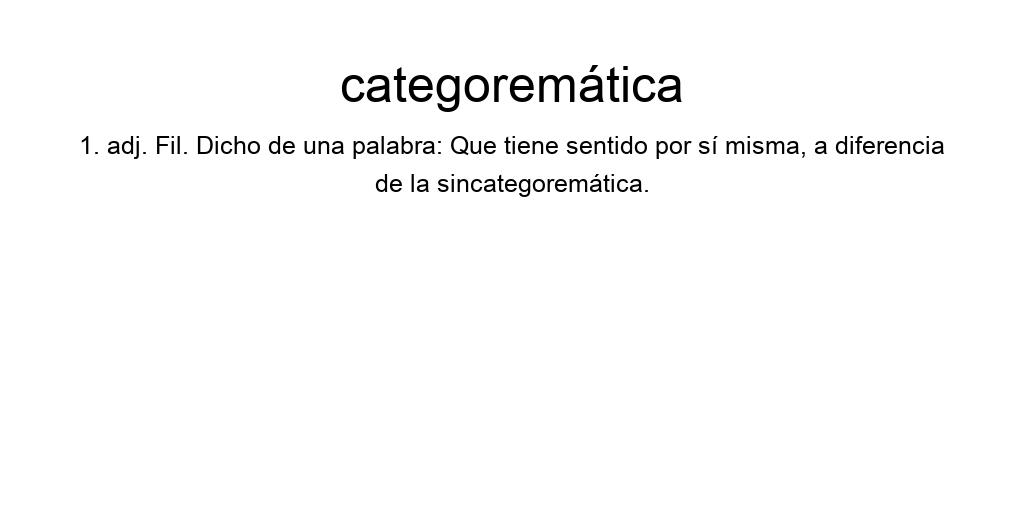 categoremática
1. adj. Fil. Dicho de una palabra: Que tiene sentido por sí misma, a diferencia
de la sincategoremática.